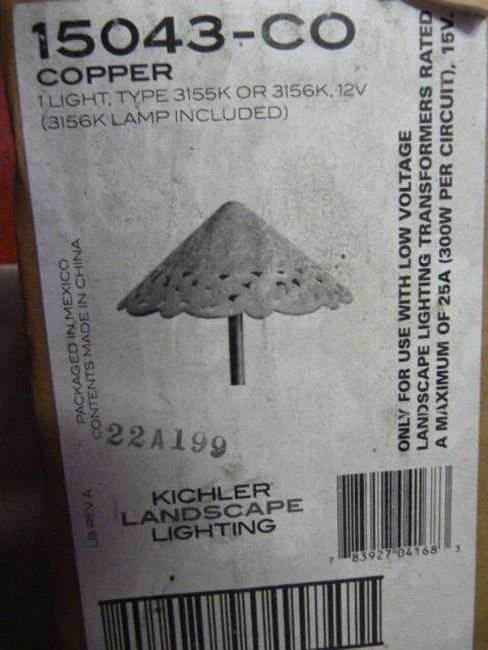 15043-CO
COPPER
1 LIGHT, TYPE 3155K OR 3156K, 12V
(3156K LAMP INCLUDED)
ONLY FOR USE WITH LOW VOLTAGE
LANDSCAPE LIGHTING TRANSFORMERS RATED
A MAXIMUM OF 25A (300W PER CIRCUIT), 15V.
PACKAGED IN MEXICO
CONTENTS MADE IN CHINA
22A199
LB REV A
KICHLER
LANDSCAPE
LIGHTING
7 83927 04168 3